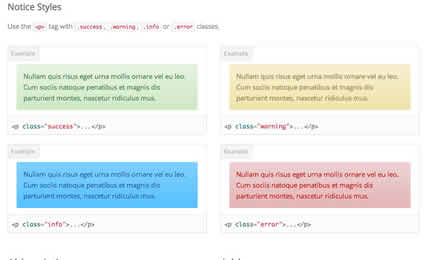 Notice Styles
Use the <p> tag with .success, .warning, .info or .error classes.
Example
Nullam quis risus eget urna mollis ornare vel eu leo.
Cum sociis natoque penatibus et magnis dis
parturient montes, nascetur ridiculus mus.
<p class="success">...</p>
Example
Nullam quis risus eget urna mollis ornare vel eu leo.
Cum sociis natoque penatibus et magnis dis
parturient montes, nascetur ridiculus mus.
<p class="warning">...</p>
Example
Nullam quis risus eget urna mollis ornare vel eu leo.
Cum sociis natoque penatibus et magnis dis
parturient montes, nascetur ridiculus mus.
<p class="info">...</p>
Example
Nullam quis risus eget urna mollis ornare vel eu leo.
Cum sociis natoque penatibus et magnis dis
parturient montes, nascetur ridiculus mus.
<p class="error">...</p>